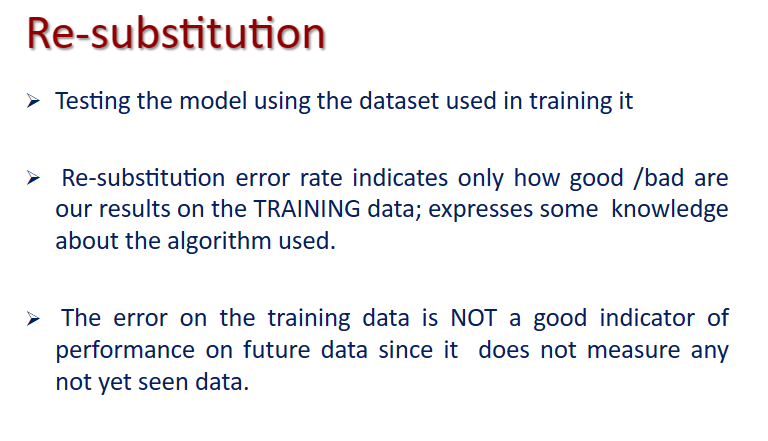 Re-substitution
➢ Testing the model using the dataset used in training it
➢ Re-substitution error rate indicates only how good /bad are
our results on the TRAINING data; expresses some knowledge
about the algorithm used.
➢ The error on the training data is NOT a good indicator of
performance on future data since it does not measure any
not yet seen data.